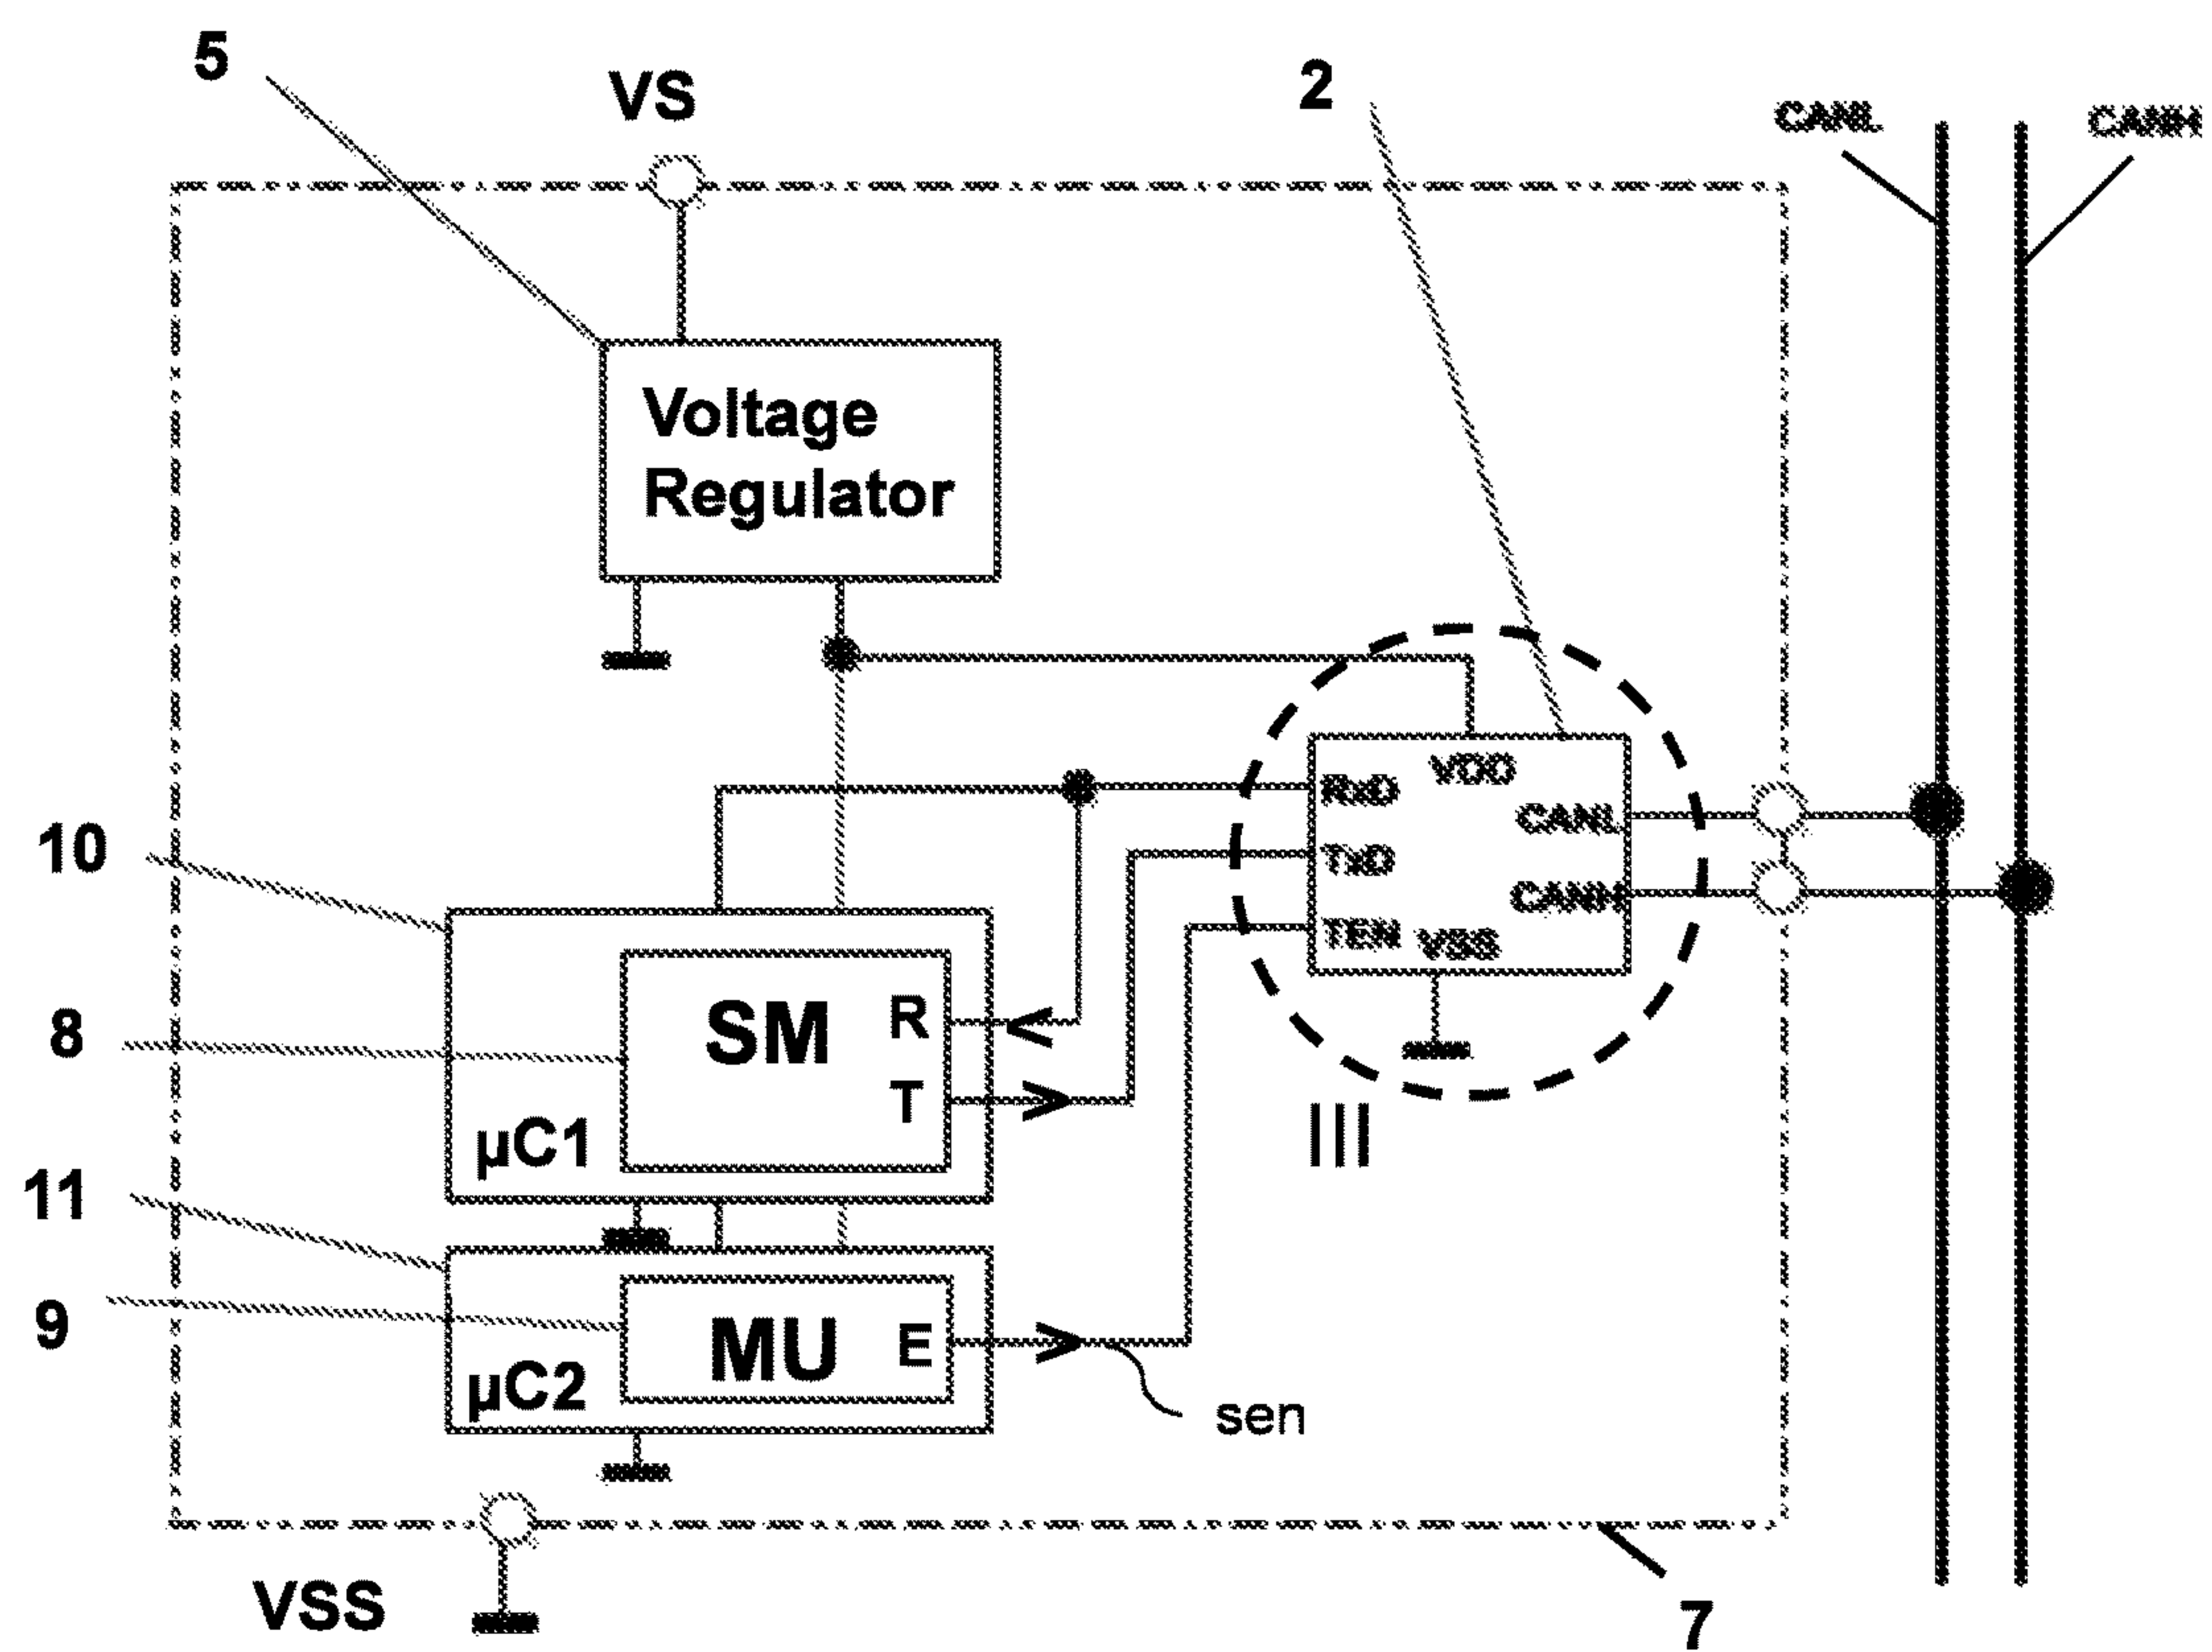 5
VS
2
CANL
CANH
Voltage
Regulator
VDD
RxD
CANL
TxD
CANH
TEN
VSS
10
SM
R
8
T
µC1
III
11
MU
E
9
µC2
sen
VSS
7